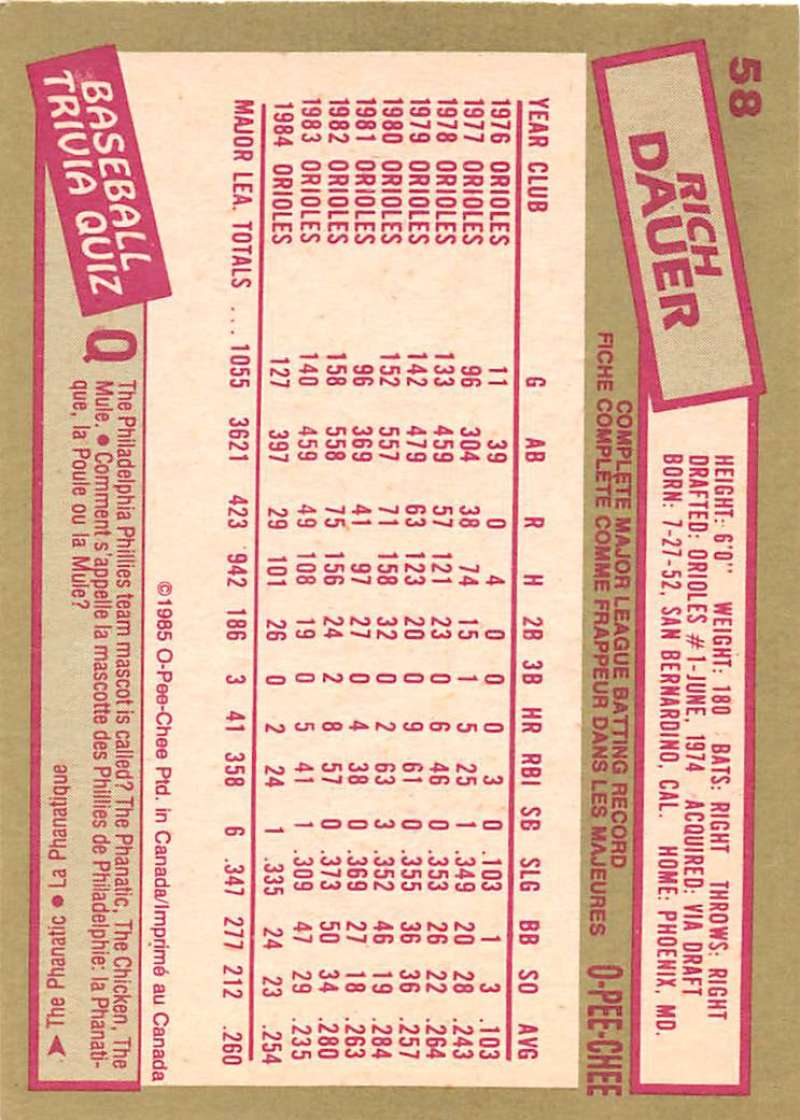 58
RICH
DAUER
HEIGHT: 6'0" WEIGHT: 180 BATS: RIGHT THROWS: RIGHT
DRAFTED: ORIOLES #1-JUNE, 1974 ACQUIRED: VIA DRAFT
BORN: 7-27-52, SAN BERNARDINO, CAL. HOME: PHOENIX, MD.
COMPLETE MAJOR LEAGUE BATTING RECORD
FICHE COMPLÈTE COMME FRAPPEUR DANS LES MAJEURES
O-PEE-CHEE
YEAR CLUB G AB R H 2B 3B HR RBI SB SLG BB SO AVG
1976 ORIOLES 11 39 0 4 0 0 0 3 0 .103 1 3 .103
1977 ORIOLES 96 304 38 74 15 1 5 25 1 .349 20 28 .243
1978 ORIOLES 133 459 57 121 23 0 6 46 0 .353 26 22 .264
1979 ORIOLES 142 479 63 123 20 0 9 61 0 .355 36 36 .257
1980 ORIOLES 152 557 71 158 32 0 2 63 3 .352 46 19 .284
1981 ORIOLES 96 369 41 97 27 0 4 38 0 .369 27 18 .263
1982 ORIOLES 158 558 75 156 24 2 8 57 0 .373 50 34 .280
1983 ORIOLES 140 459 49 108 19 0 5 41 1 .309 47 29 .235
1984 ORIOLES 127 397 29 101 26 0 2 24 1 .335 24 23 .254
MAJOR LEA. TOTALS ... 1055 3621 423 942 186 3 41 358 6 .347 277 212 .260
©1985 O-Pee-Chee Ptd. in Canada/Imprimé au Canada
BASEBALL
TRIVIA QUIZ
Q
The Philadelphia Phillies team mascot is called? The Phanatic, The Chicken, The
Mule. • Comment s'appelle la mascotte des Phillies de Philadelphie: la Phanati-
que, la Poule ou la Mule?
The Phanatic • La Phanatique